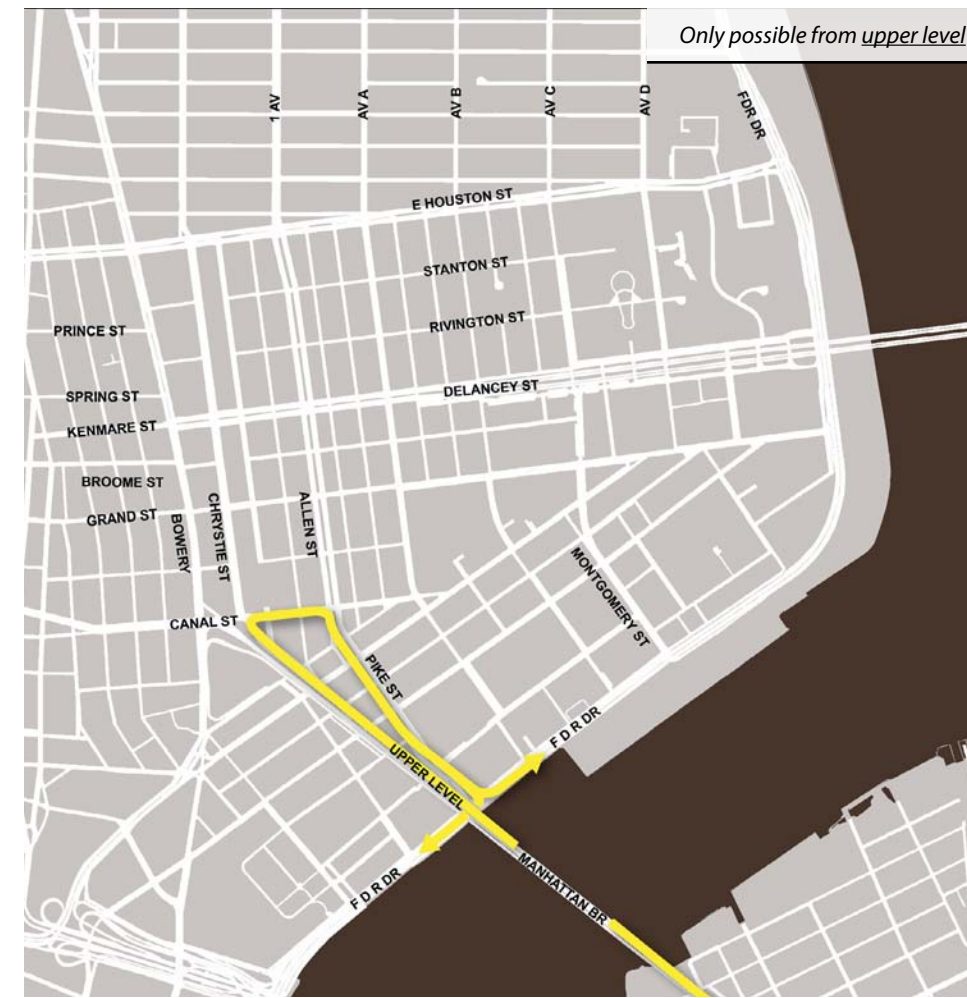 Only possible from upper level
1 AV
AV A
AV B
AV C
AV D
FDR DR
E HOUSTON ST
STANTON ST
RIVINGTON ST
PRINCE ST
DELANCEY ST
SPRING ST
KENMARE ST
BROOME ST
GRAND ST
BOWERY
CHRYSTIE ST
ALLEN ST
MONTGOMERY ST
CANAL ST
PIKE ST
F D R DR
UPPER LEVEL
MANHATTAN BR
F D R DR